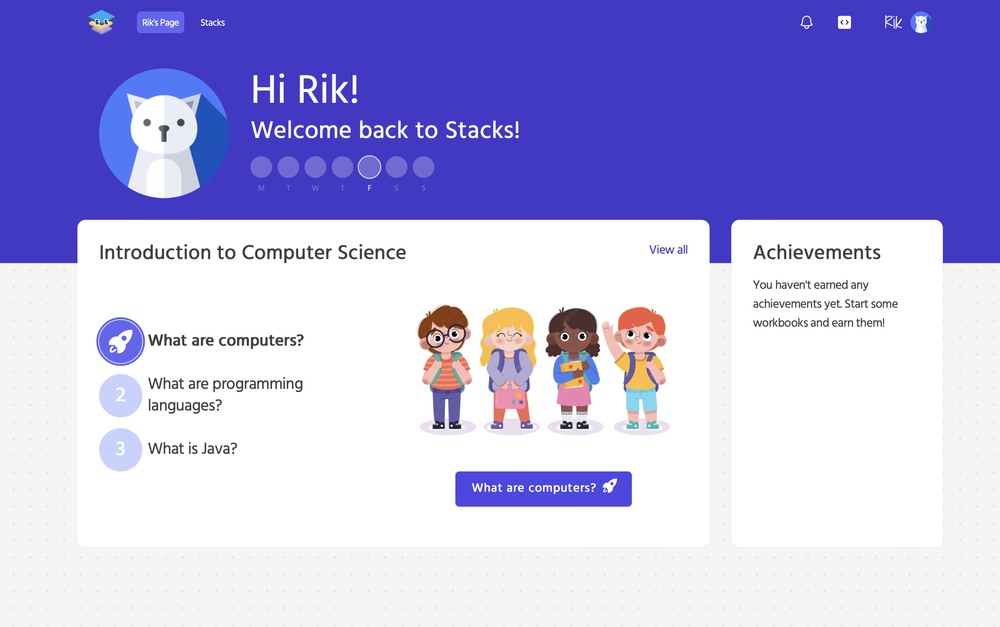 Rik's Page
Stacks
Rik
Hi Rik!
Welcome back to Stacks!
M T W T F S S
Introduction to Computer Science
View all
What are computers?
2
What are programming
languages?
3
What is Java?
What are computers?
Achievements
You haven't earned any
achievements yet. Start some
workbooks and earn them!